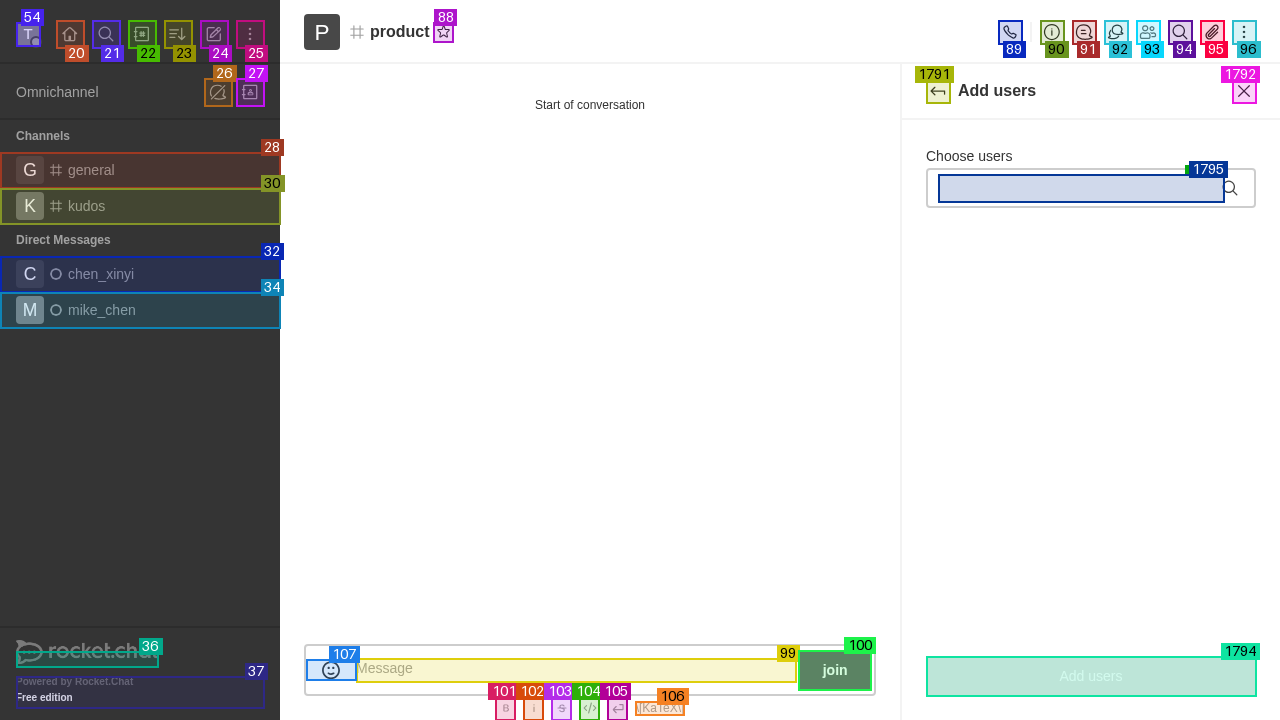 54
T
20
21
22
23
24
25
P
product
88
89
90
91
92
93
94
95
96
Omnichannel
26
27
Start of conversation
1791
Add users
1792
Channels
28
G
general
30
K
kudos
Direct Messages
32
C
chen_xinyi
34
M
mike_chen
Choose users
1795
36
rocket.chat
37
Powered by Rocket.Chat
Free edition
107
Message
99
100
join
101
102
103
104
105
106
B
i
S
\[KaTeX\]
1794
Add users